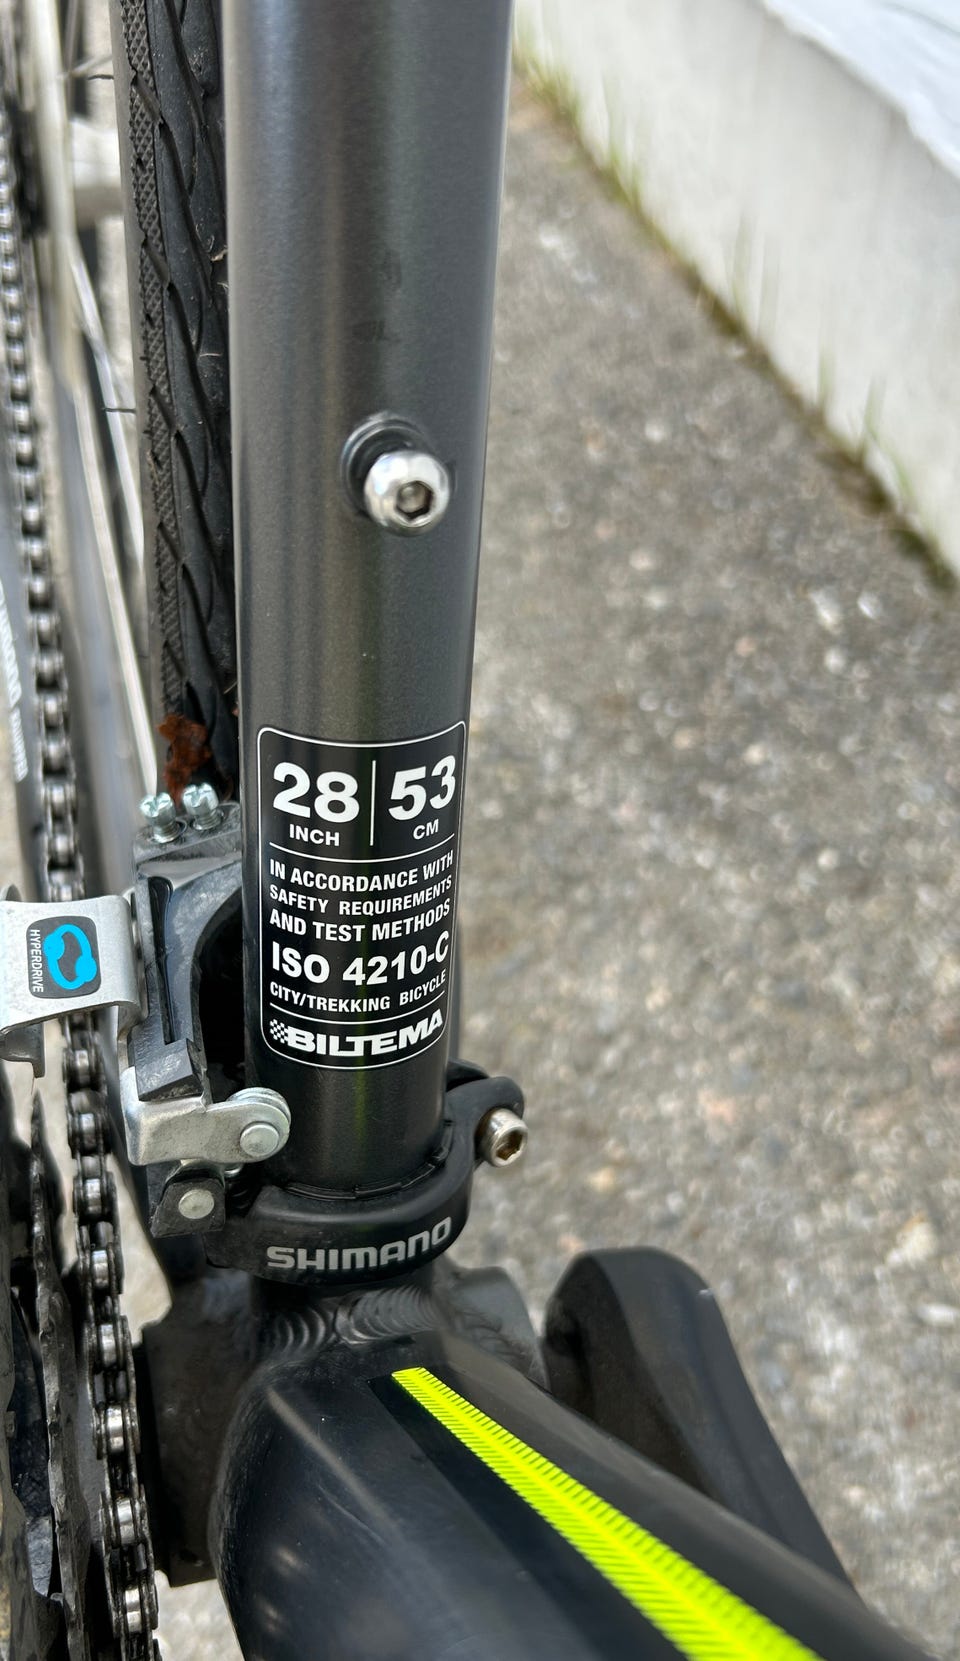 28 53
INCH CM
IN ACCORDANCE WITH
SAFETY REQUIREMENTS
AND TEST METHODS
ISO 4210-C
CITY/TREKKING BICYCLE
BILTEMA
HYPERDRIVE
SHIMANO